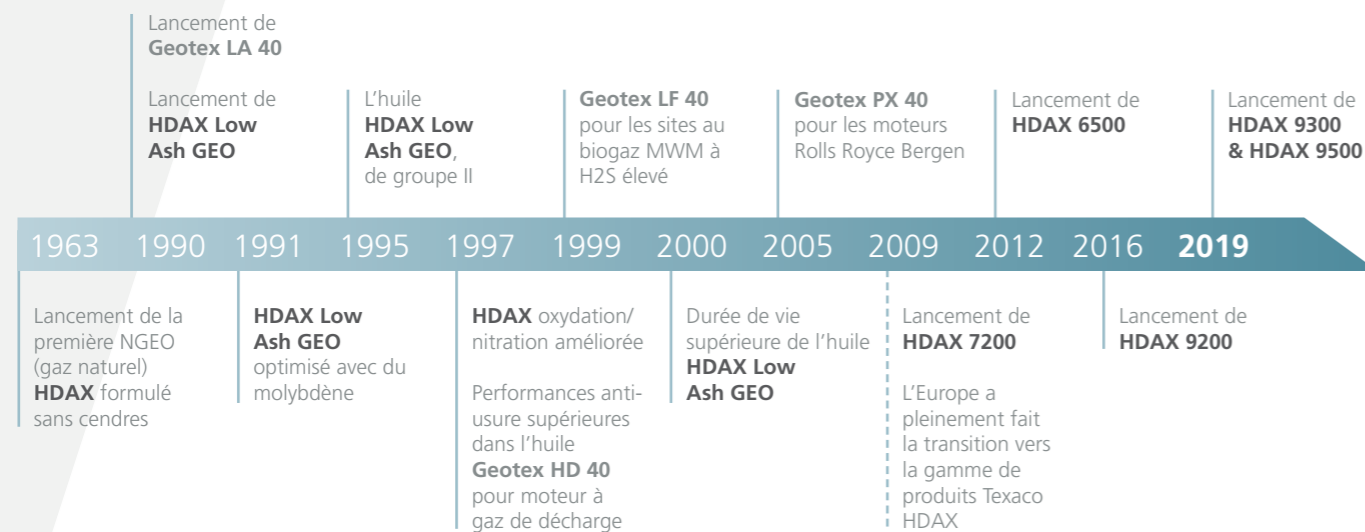 Lancement de
Geotex LA 40
Lancement de
HDAX Low
Ash GEO
L’huile
HDAX Low
Ash GEO,
de groupe II
Geotex LF 40
pour les sites au
biogaz MWM à
H2S élevé
Geotex PX 40
pour les moteurs
Rolls Royce Bergen
Lancement de
HDAX 6500
Lancement de
HDAX 9300
& HDAX 9500
1963 1990 1991 1995 1997 1999 2000 2005 2009 2012 2016 2019
Lancement de la
première NGEO
(gaz naturel)
HDAX formulé
sans cendres
HDAX Low
Ash GEO
optimisé avec du
molybdène
HDAX oxydation/
nitration améliorée
Performances anti-
usure supérieures
dans l’huile
Geotex HD 40
pour moteur à
gaz de décharge
Durée de vie
supérieure de l’huile
HDAX Low
Ash GEO
Lancement de
HDAX 7200
L’Europe a
pleinement fait
la transition vers
la gamme de
produits Texaco
HDAX
Lancement de
HDAX 9200